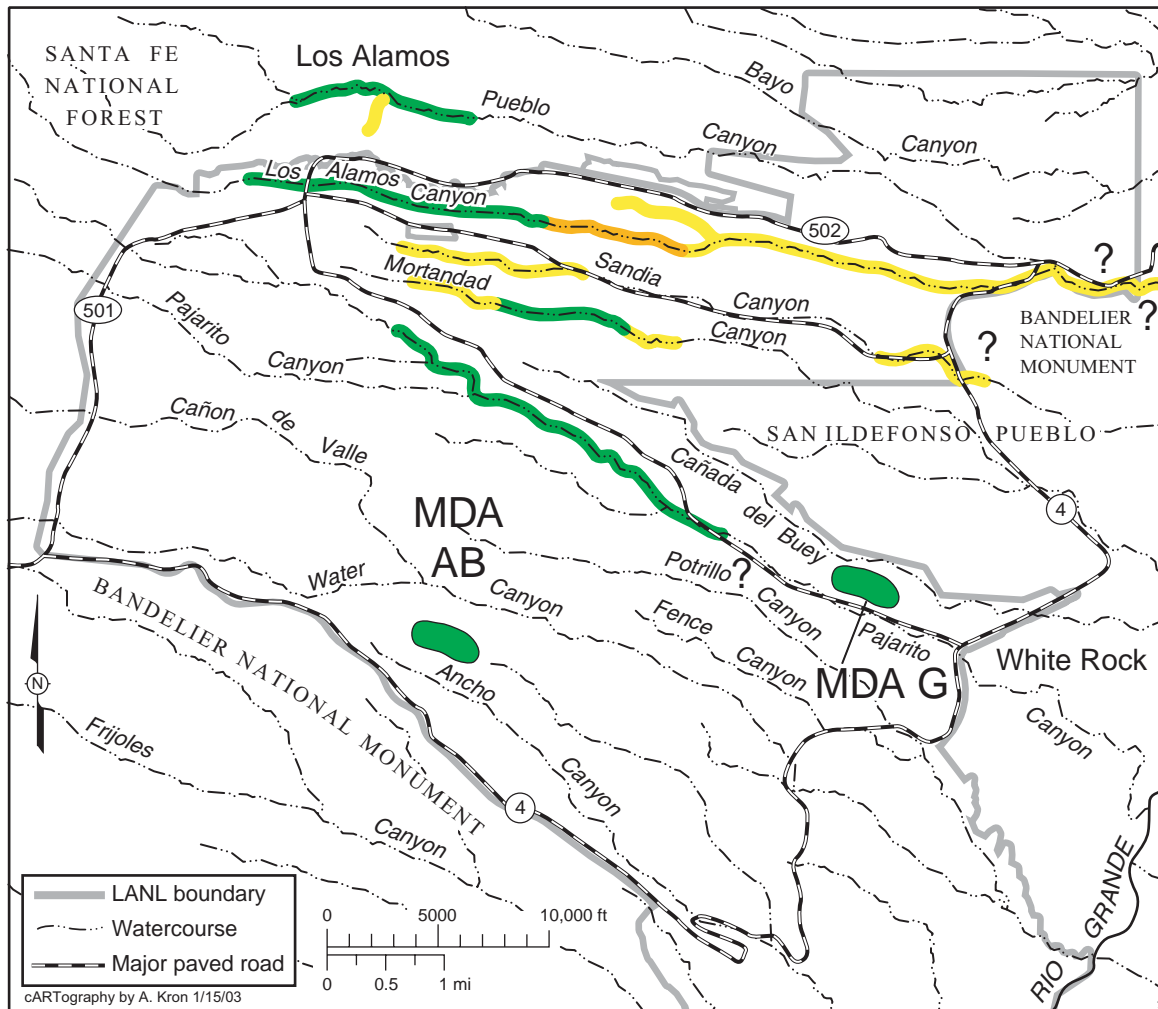 SANTA FE
NATIONAL
FOREST
Los Alamos
Pueblo
Canyon
Bayo
Canyon
Los Alamos
Canyon
502
?
?
Sandia
Canyon
Mortandad
Canyon
?
BANDELIER
NATIONAL
MONUMENT
501
Pajarito
Canyon
Cañon
de
Valle
SAN ILDEFONSO PUEBLO
Cañada
del Buey
4
MDA
AB
Water
Canyon
Potrillo
?
Canyon
Fence
Canyon
Pajarito
MDA G
White Rock
Canyon
Ancho
Canyon
BANDELIER NATIONAL MONUMENT
N
Frijoles
Canyon
4
RIO GRANDE
LANL boundary
Watercourse
Major paved road
0 5000 10,000 ft
0 0.5 1 mi
cARTography by A. Kron 1/15/03